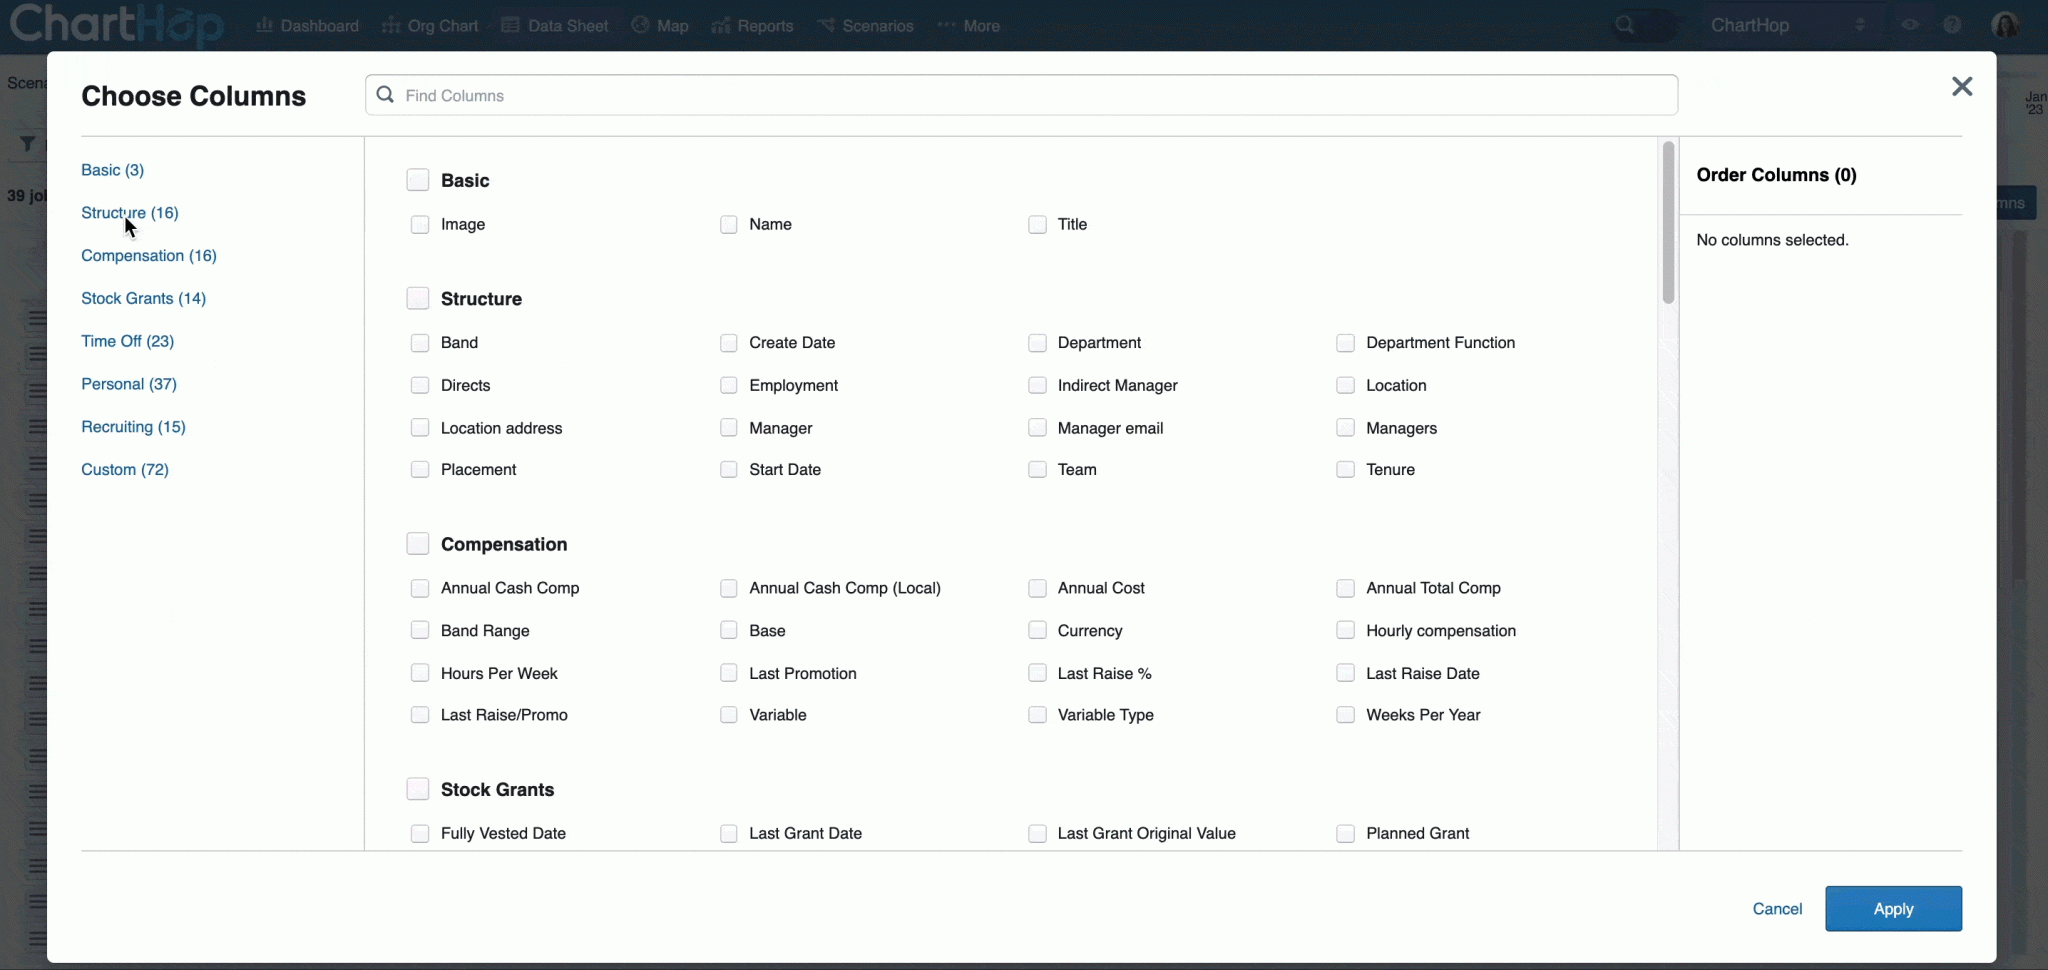 ChartHop
Dashboard
Org Chart
Data Sheet
Map
Reports
Scenarios
More
ChartHop
Choose Columns
Find Columns
Jan
'23
39
Basic (3)
Structure (16)
Compensation (16)
Stock Grants (14)
Time Off (23)
Personal (37)
Recruiting (15)
Custom (72)
Basic
Image Name Title
Structure
Band Create Date Department Department Function
Directs Employment Indirect Manager Location
Location address Manager Manager email Managers
Placement Start Date Team Tenure
Compensation
Annual Cash Comp Annual Cash Comp (Local) Annual Cost Annual Total Comp
Band Range Base Currency Hourly compensation
Hours Per Week Last Promotion Last Raise % Last Raise Date
Last Raise/Promo Variable Variable Type Weeks Per Year
Stock Grants
Fully Vested Date Last Grant Date Last Grant Original Value Planned Grant
Order Columns (0)
No columns selected.
Cancel
Apply